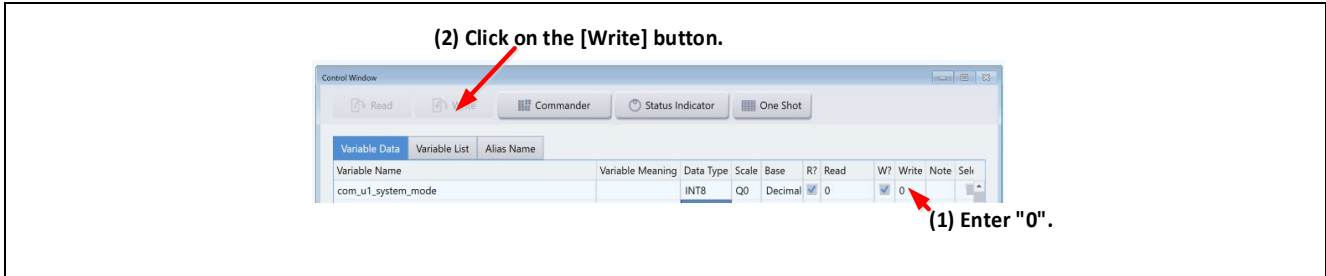 (2) Click on the [Write] button.
Control Window
Read Write Commander Status Indicator One Shot
Variable Data Variable List Alias Name
Variable Name Variable Meaning Data Type Scale Base R? Read W? Write Note Sele
com_u1_system_mode INT8 Q0 Decimal 0 0
(1) Enter "0".